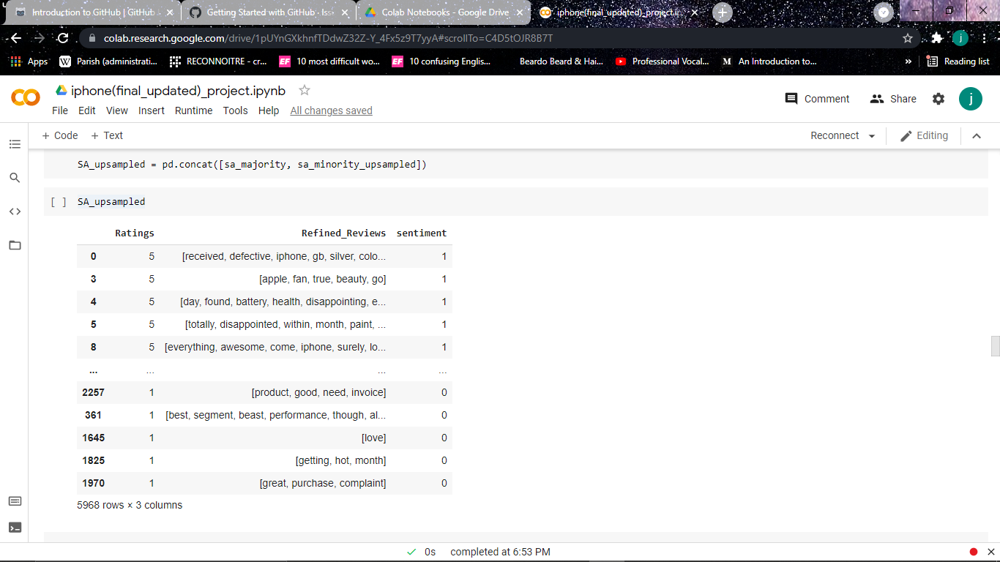 Introduction to GitHub | GitHub
Getting Started with GitHub · Iss
Colab Notebooks - Google Drive
iphone(final_updated)_project.ip
colab.research.google.com/drive/1pUYnGXkhnfTDdwZ32Z-Y_4Fx5z9T7yyA#scrollTo=C4D5tOJR8B7T
j
Apps
W Parish (administrati...
RECONNOITRE - cr...
EF 10 most difficult wo...
EF 10 confusing Englis...
Beardo Beard & Hai...
Professional Vocal...
M An Introduction to...
»
Reading list
iphone(final_updated)_project.ipynb
Comment
Share
j
File Edit View Insert Runtime Tools Help All changes saved
+ Code + Text
Reconnect
Editing
SA_upsampled = pd.concat([sa_majority, sa_minority_upsampled])
[ ] SA_upsampled
Ratings Refined_Reviews sentiment
0 5 [received, defective, iphone, gb, silver, colo... 1
3 5 [apple, fan, true, beauty, go] 1
4 5 [day, found, battery, health, disappointing, e... 1
5 5 [totally, disappointed, within, month, paint, ... 1
8 5 [everything, awesome, come, iphone, surely, lo... 1
... ... ... ...
2257 1 [product, good, need, invoice] 0
361 1 [best, segment, beast, performance, though, al... 0
1645 1 [love] 0
1825 1 [getting, hot, month] 0
1970 1 [great, purchase, complaint] 0
5968 rows × 3 columns
0s completed at 6:53 PM